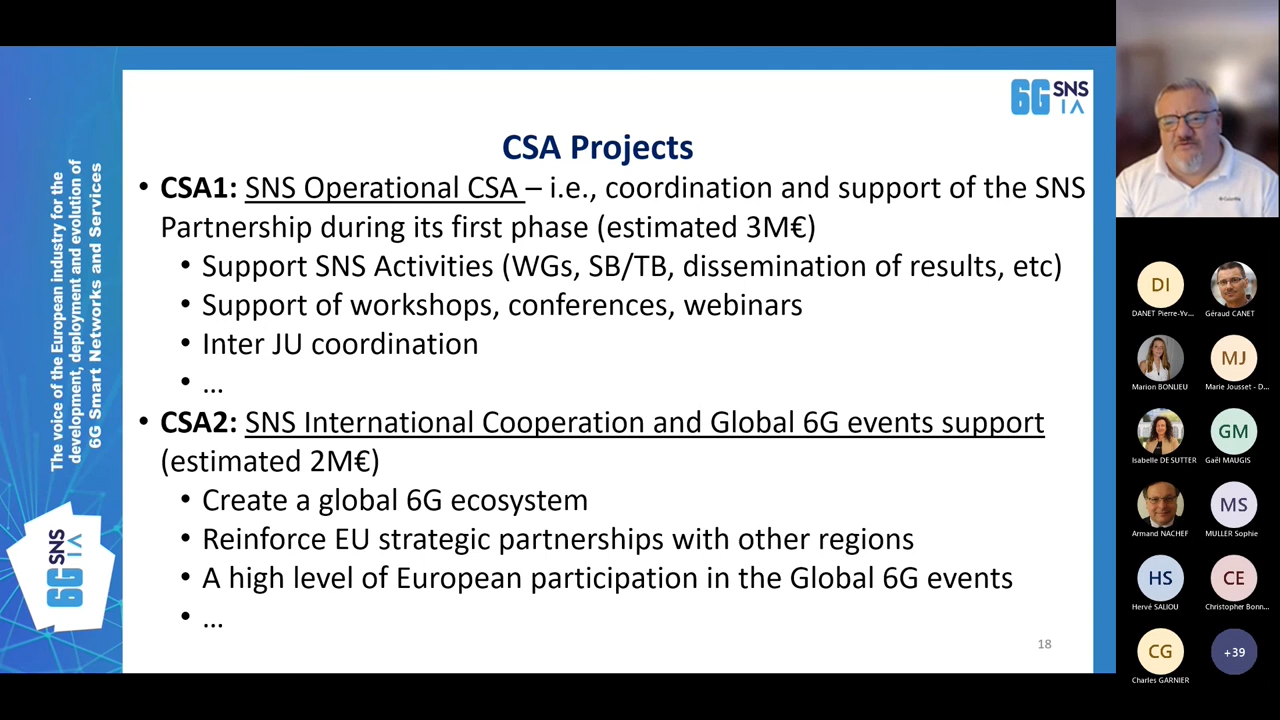 The voice of the European industry for the
development, deployment and evolution of
6G Smart Networks and Services
6G SNS
IA
6G SNS
IA
CSA Projects
• CSA1: SNS Operational CSA – i.e., coordination and support of the SNS
Partnership during its first phase (estimated 3M€)
• Support SNS Activities (WGs, SB/TB, dissemination of results, etc)
• Support of workshops, conferences, webinars
• Inter JU coordination
• ...
• CSA2: SNS International Cooperation and Global 6G events support
(estimated 2M€)
• Create a global 6G ecosystem
• Reinforce EU strategic partnerships with other regions
• A high level of European participation in the Global 6G events
• ...
18
DI
DANET Pierre-Yv...
Géraud CANET
Marion BONLIEU
MJ
Marie Jousset - D...
Isabelle DE SUTTER
GM
Gaël MAUGIS
Armand NACHEF
MS
MULLER Sophie
HS
Hervé SALIOU
CE
Christopher Bonn...
CG
Charles GARNIER
+39